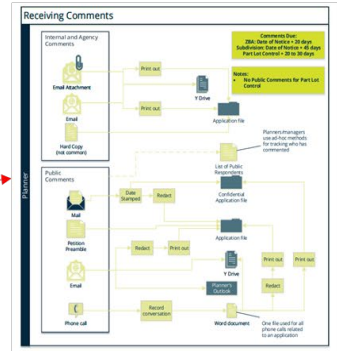 Receiving Comments
Internal and Agency
Comments
Comments Due:
ZBA: Date of Notice + 20 days
Subdivision: Date of Notice + 45 days
Part Lot Control: + 20 to 30 days
Notes:
• No Public Comments for Part Lot
Control
Print out
Email Attachment
Y Drive
Print out
Email
Application file
Hard Copy
(not common)
Planners/managers
use ad-hoc methods
for tracking who has
commented
Planner
Public
Comments
List of Public
Respondents
Date
Stamped
Redact
Confidential
Application file
Mail
Petition
Preamble
Application file
Redact
Print out
Y Drive
Print out
Print out
Email
Planner's
Outlook
Redact
Record
conversation
Phone call
Word document
One file used for all
phone calls related
to an application